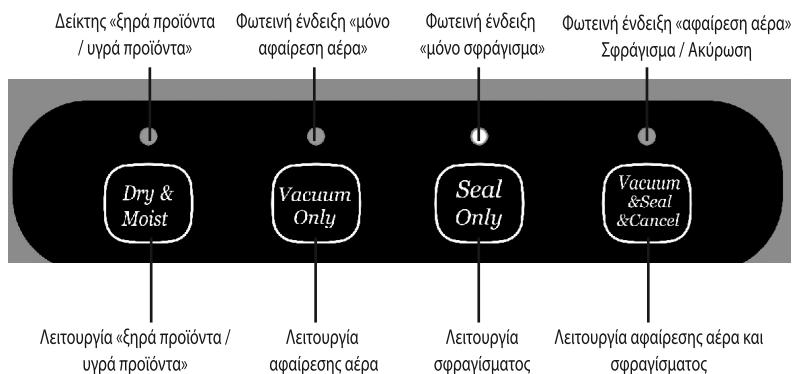 Δείκτης «ξηρά προϊόντα
/ υγρά προϊόντα»
Φωτεινή ένδειξη «μόνο
αφαίρεση αέρα»
Φωτεινή ένδειξη
«μόνο σφράγισμα»
Φωτεινή ένδειξη «αφαίρεση αέρα»
Σφράγισμα / Ακύρωση
Dry &
Moist
Vacuum
Only
Seal
Only
Vacuum
&Seal
&Cancel
Λειτουργία «ξηρά προϊόντα /
υγρά προϊόντα»
Λειτουργία
αφαίρεσης αέρα
Λειτουργία
σφραγίσματος
Λειτουργία αφαίρεσης αέρα και
σφραγίσματος